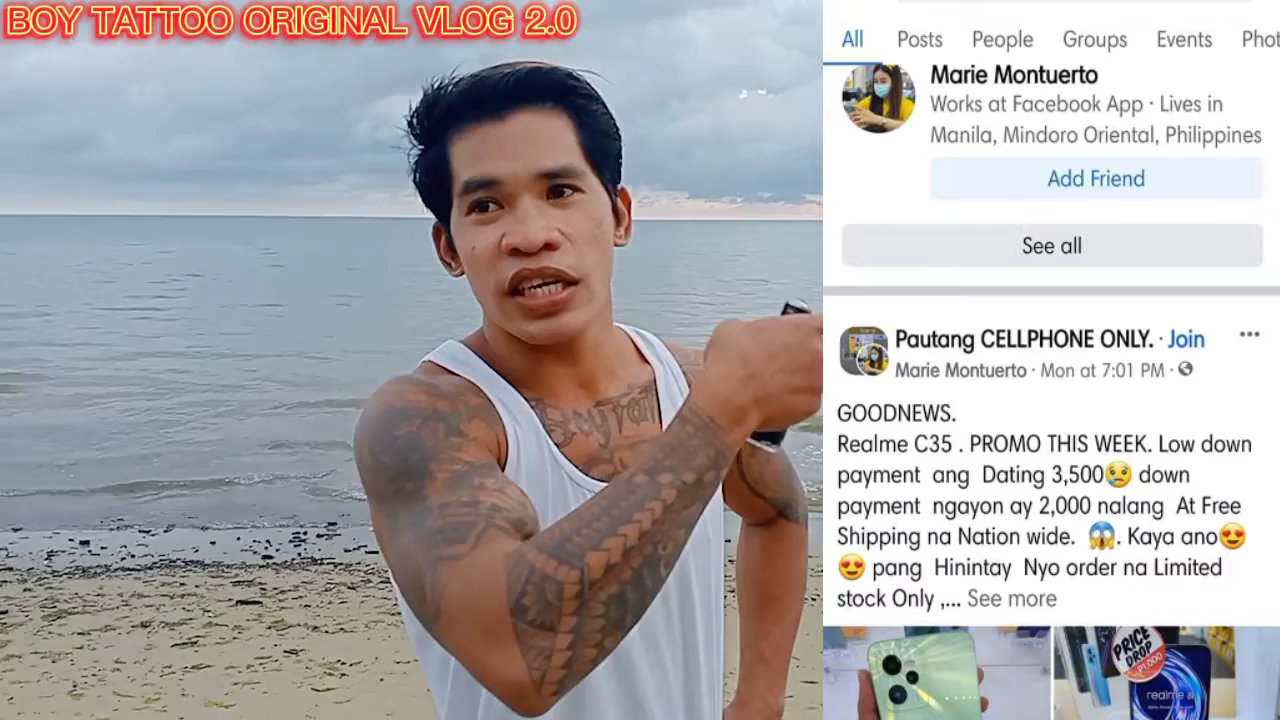 BOY TATTOO ORIGINAL VLOG 2.0
All Posts People Groups Events Phot
Marie Montuerto
Works at Facebook App · Lives in
Manila, Mindoro Oriental, Philippines
Add Friend
See all
Pautang CELLPHONE ONLY. · Join
Marie Montuerto · Mon at 7:01 PM ·
GOODNEWS.
Realme C35 . PROMO THIS WEEK. Low down
payment ang Dating 3,500😢 down
payment ngayon ay 2,000 nalang At Free
Shipping na Nation wide. 😱. Kaya ano😍
😍 pang Hinintay Nyo order na Limited
stock Only ,... See more
PRICE
DROP
₱1,000
realme